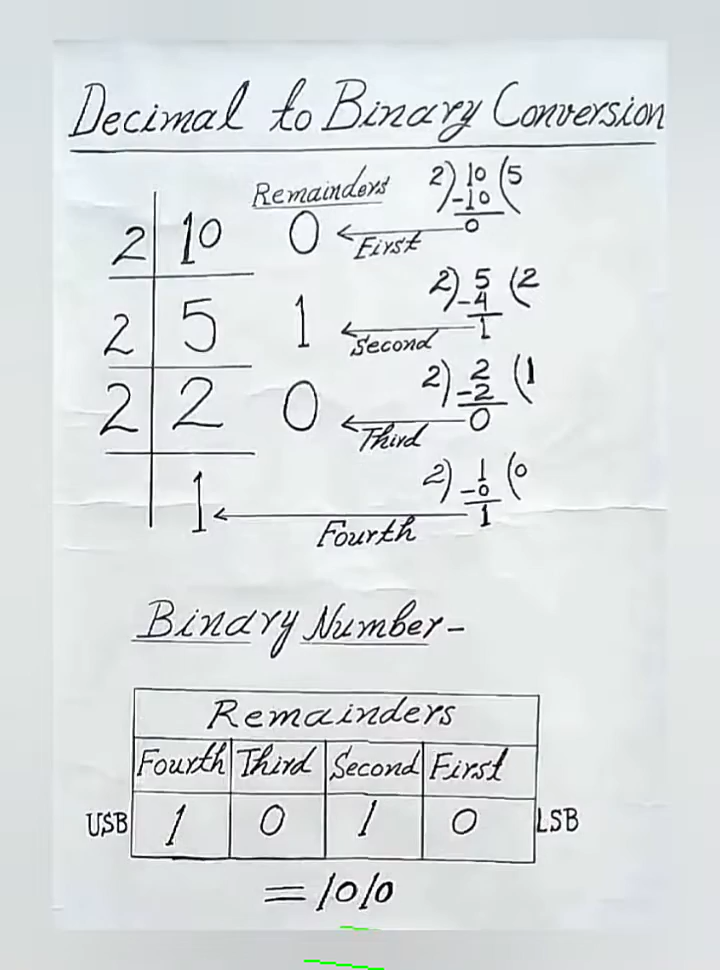 Decimal to Binary Conversion
Remainders
2) 10 (5
-10
0
2 10 0 First
2) 5 (2
-4
1
2 5 1 Second
2) 2 (1
-2
0
2 2 0 Third
2) 1 (0
-0
1
1 Fourth
Binary Number-
Remainders
Fourth Third Second First
USB 1 0 1 0 LSB
=1010